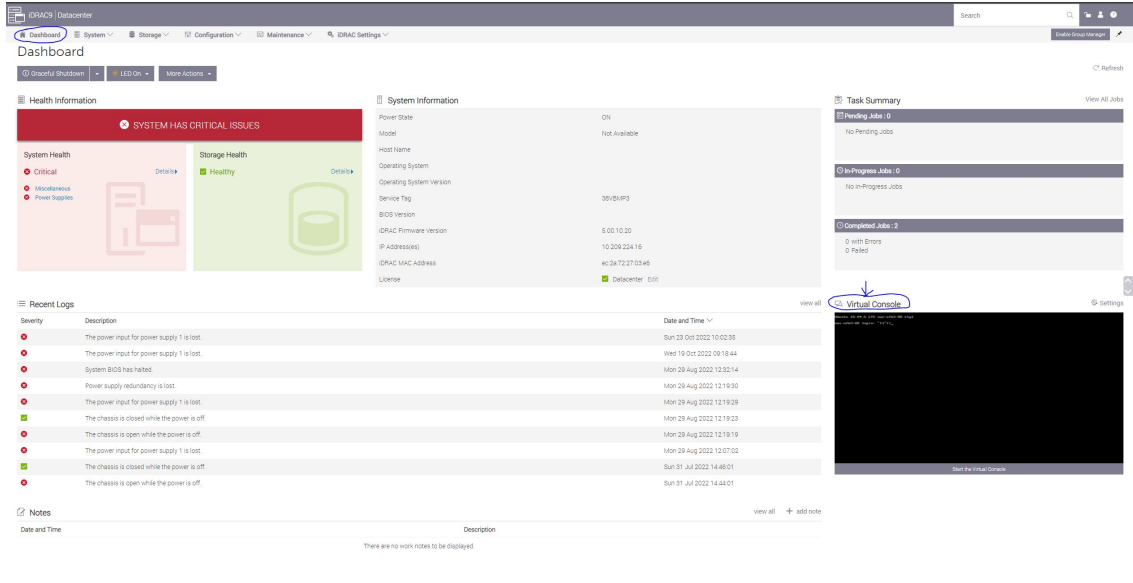 iDRAC9 Datacenter
Search
Dashboard System Storage Configuration Maintenance iDRAC Settings
Enable Group Manager
Dashboard
Graceful Shutdown LED On More Actions
Refresh
Health Information
SYSTEM HAS CRITICAL ISSUES
System Health
Critical Details
Miscellaneous
Power Supplies
Storage Health
Healthy Details
System Information
Power State ON
Model Not Available
Host Name
Operating System
Operating System Version
Service Tag 38VBMP3
BIOS Version
iDRAC Firmware Version 5.00.10.20
IP Address(es) 10.209.224.16
iDRAC MAC Address ec:2a:72:27:03:e6
License Datacenter Edit
Task Summary View All Jobs
Pending Jobs : 0
No Pending Jobs
In-Progress Jobs : 0
No In-Progress Jobs
Completed Jobs : 2
0 with Errors
0 Failed
Recent Logs view all
Severity Description Date and Time
The power input for power supply 1 is lost. Sun 23 Oct 2022 10:02:35
The power input for power supply 1 is lost. Wed 19 Oct 2022 09:18:44
System BIOS has halted. Mon 29 Aug 2022 12:32:14
Power supply redundancy is lost. Mon 29 Aug 2022 12:19:30
The power input for power supply 1 is lost. Mon 29 Aug 2022 12:19:29
The chassis is closed while the power is off. Mon 29 Aug 2022 12:19:23
The chassis is open while the power is off. Mon 29 Aug 2022 12:19:19
The power input for power supply 1 is lost. Mon 29 Aug 2022 12:07:02
The chassis is closed while the power is off. Sun 31 Jul 2022 14:46:01
The chassis is open while the power is off. Sun 31 Jul 2022 14:44:01
Virtual Console Settings
Start the Virtual Console
Notes view all + add note
Date and Time Description
There are no work notes to be displayed.